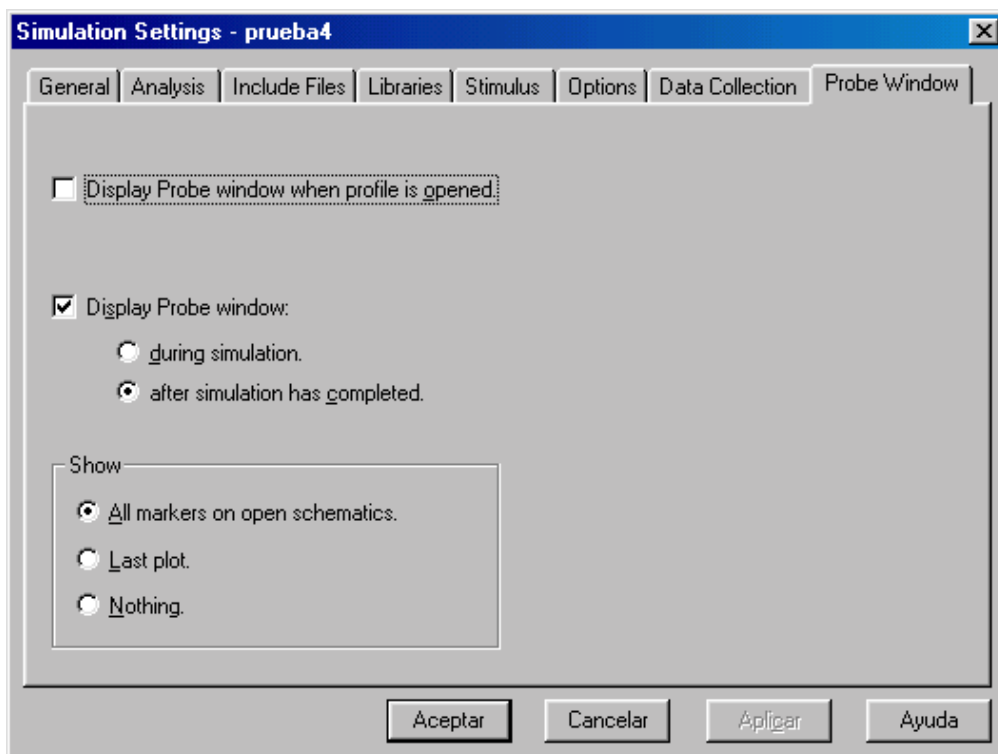 Simulation Settings - prueba4
General Analysis Include Files Libraries Stimulus Options Data Collection Probe Window
Display Probe window when profile is opened.
Display Probe window:
during simulation.
after simulation has completed.
Show
All markers on open schematics.
Last plot.
Nothing.
Aceptar Cancelar Aplicar Ayuda